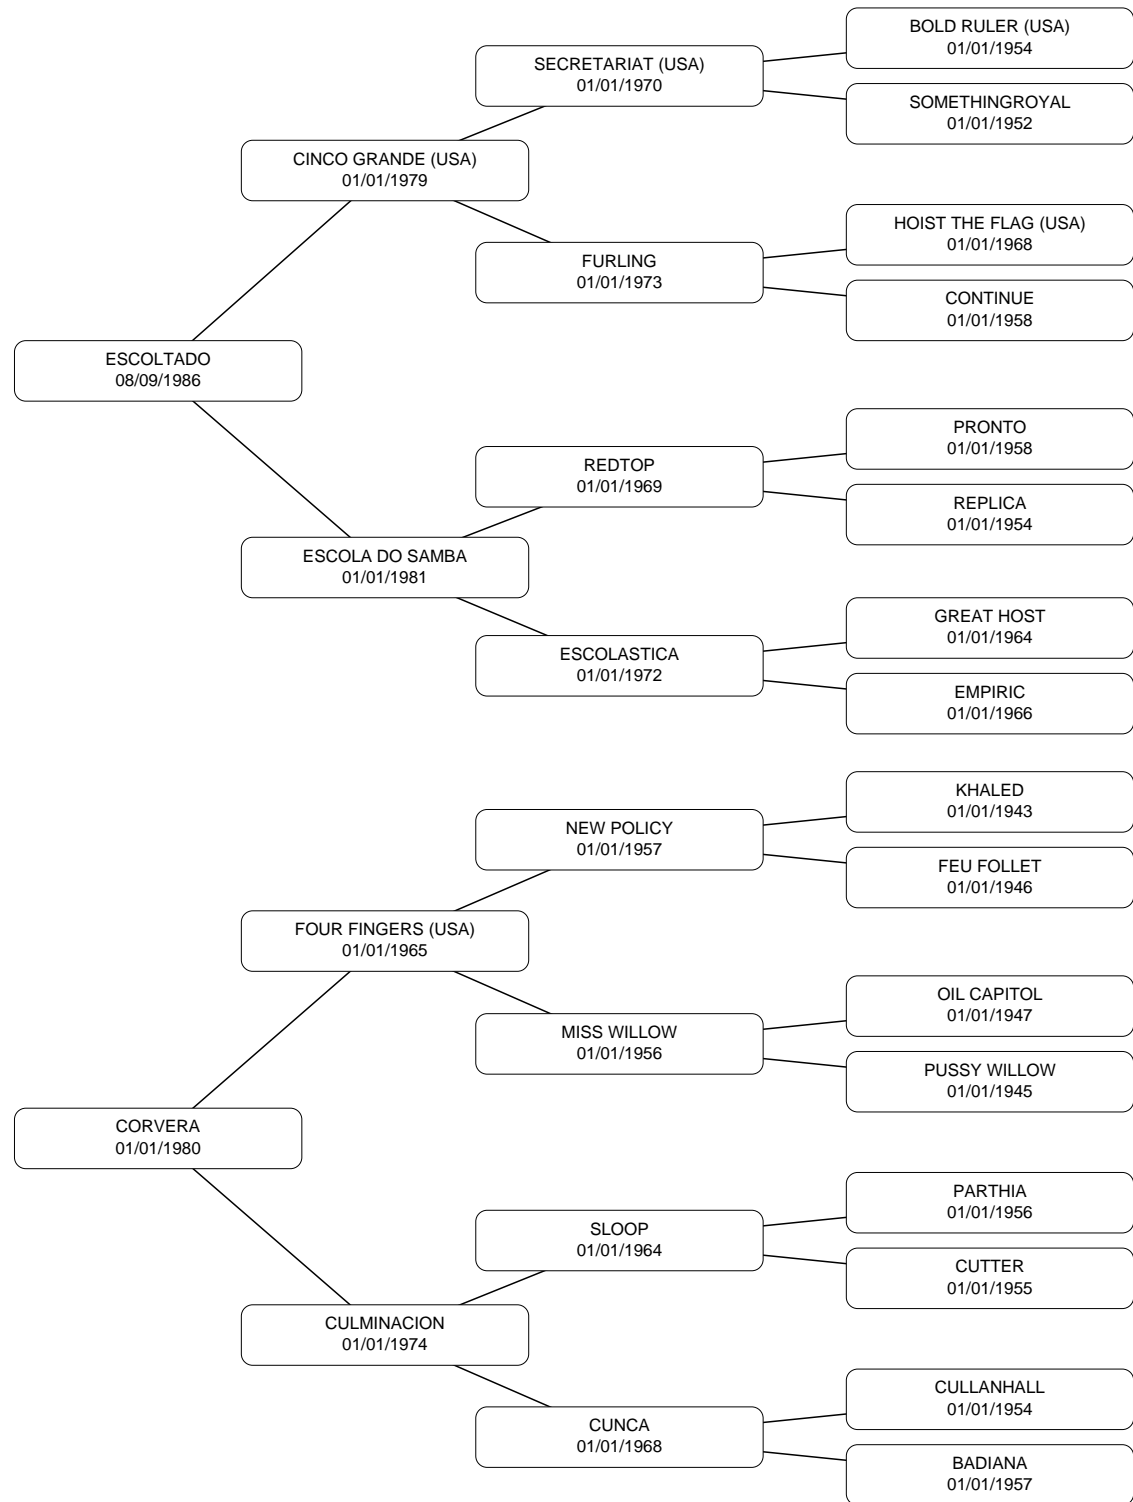 BOLD RULER (USA)
01/01/1954
SECRETARIAT (USA)
01/01/1970
SOMETHINGROYAL
01/01/1952
CINCO GRANDE (USA)
01/01/1979
HOIST THE FLAG (USA)
01/01/1968
FURLING
01/01/1973
CONTINUE
01/01/1958
ESCOLTADO
08/09/1986
PRONTO
01/01/1958
REDTOP
01/01/1969
REPLICA
01/01/1954
ESCOLA DO SAMBA
01/01/1981
GREAT HOST
01/01/1964
ESCOLASTICA
01/01/1972
EMPIRIC
01/01/1966
KHALED
01/01/1943
NEW POLICY
01/01/1957
FEU FOLLET
01/01/1946
FOUR FINGERS (USA)
01/01/1965
OIL CAPITOL
01/01/1947
MISS WILLOW
01/01/1956
PUSSY WILLOW
01/01/1945
CORVERA
01/01/1980
PARTHIA
01/01/1956
SLOOP
01/01/1964
CUTTER
01/01/1955
CULMINACION
01/01/1974
CULLANHALL
01/01/1954
CUNCA
01/01/1968
BADIANA
01/01/1957